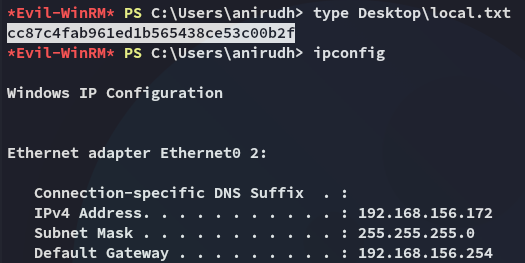 *Evil-WinRM* PS C:\Users\anirudh> type Desktop\local.txt
cc87c4fab961ed1b565438ce53c00b2f
*Evil-WinRM* PS C:\Users\anirudh> ipconfig
Windows IP Configuration
Ethernet adapter Ethernet0 2:
Connection-specific DNS Suffix  . :
IPv4 Address. . . . . . . . . . . : 192.168.156.172
Subnet Mask . . . . . . . . . . . : 255.255.255.0
Default Gateway . . . . . . . . . : 192.168.156.254